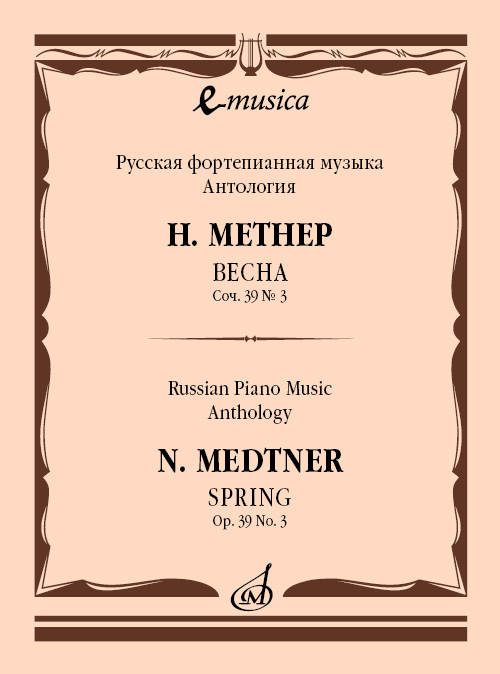 e-musica
Русская фортепианная музыка
Антология
Н. МЕТНЕР
ВЕСНА
Соч. 39 № 3
Russian Piano Music
Anthology
N. MEDTNER
SPRING
Op. 39 No. 3